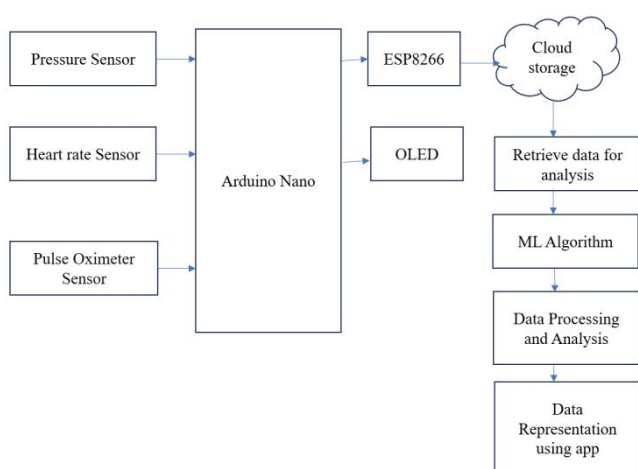 Pressure Sensor
Heart rate Sensor
Pulse Oximeter
Sensor
Arduino Nano
ESP8266
OLED
Cloud
storage
Retrieve data for
analysis
ML Algorithm
Data Processing
and Analysis
Data
Representation
using app